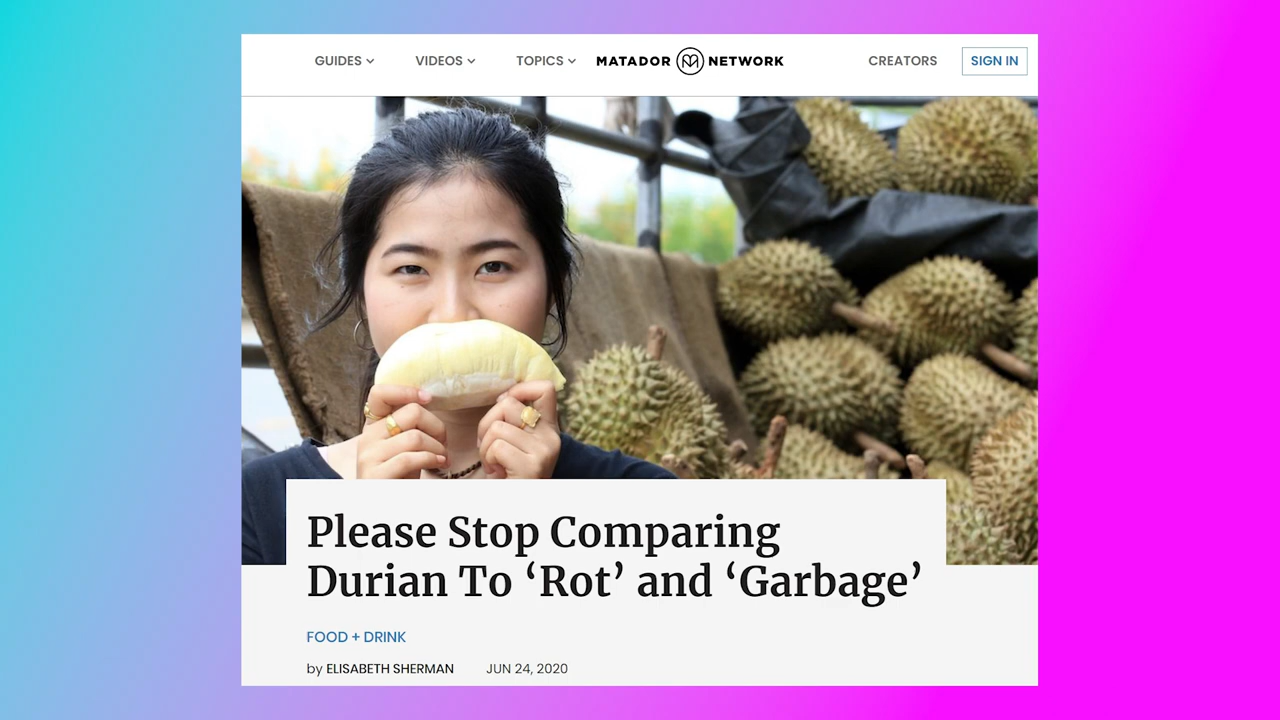 GUIDES VIDEOS TOPICS MATADOR NETWORK CREATORS SIGN IN
Please Stop Comparing
Durian To ‘Rot’ and ‘Garbage’
FOOD + DRINK
by ELISABETH SHERMAN JUN 24, 2020